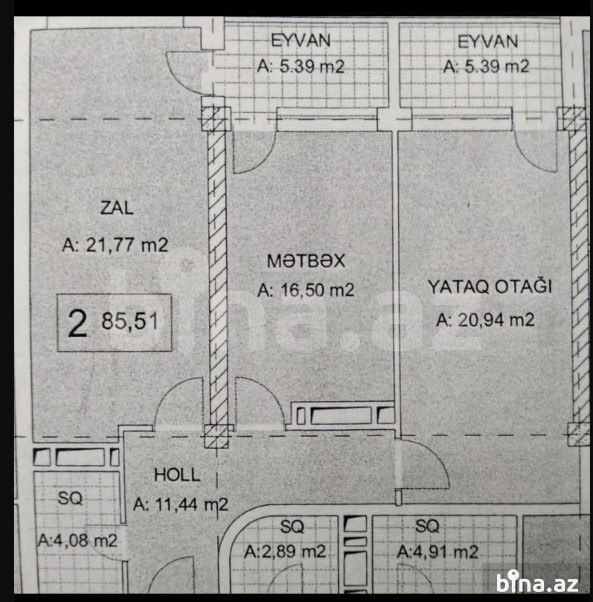 EYVAN
A: 5.39 m2
EYVAN
A: 5.39 m2
ZAL
A: 21,77 m2
MƏTBƏX
A: 16,50 m2
YATAQ OTAĞI
A: 20,94 m2
2 85,51
bina.az
HOLL
A: 11,44 m2
SQ
A:4,08 m2
SQ
A:2,89 m2
SQ
A:4,91 m2
bina.az